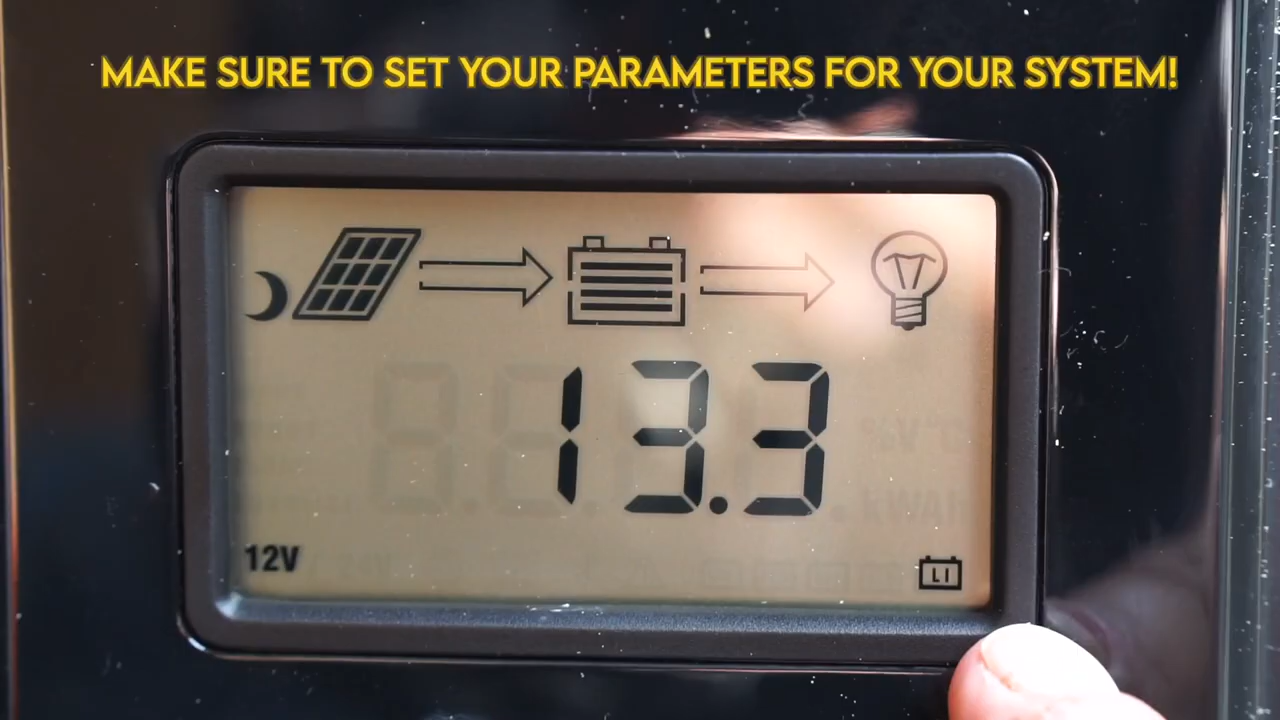 MAKE SURE TO SET YOUR PARAMETERS FOR YOUR SYSTEM!
13.3
12V
LI